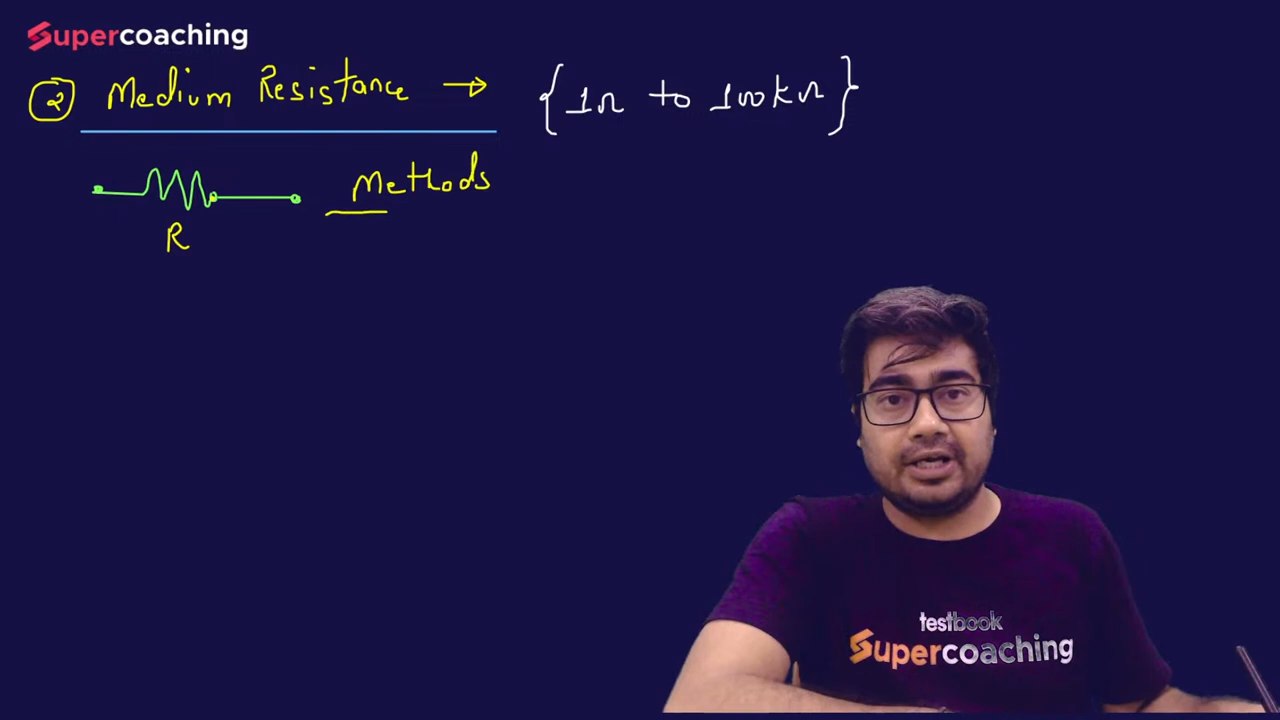 Supercoaching
② Medium Resistance → {1Ω to 100kΩ}
Methods
R
testbook
Supercoaching